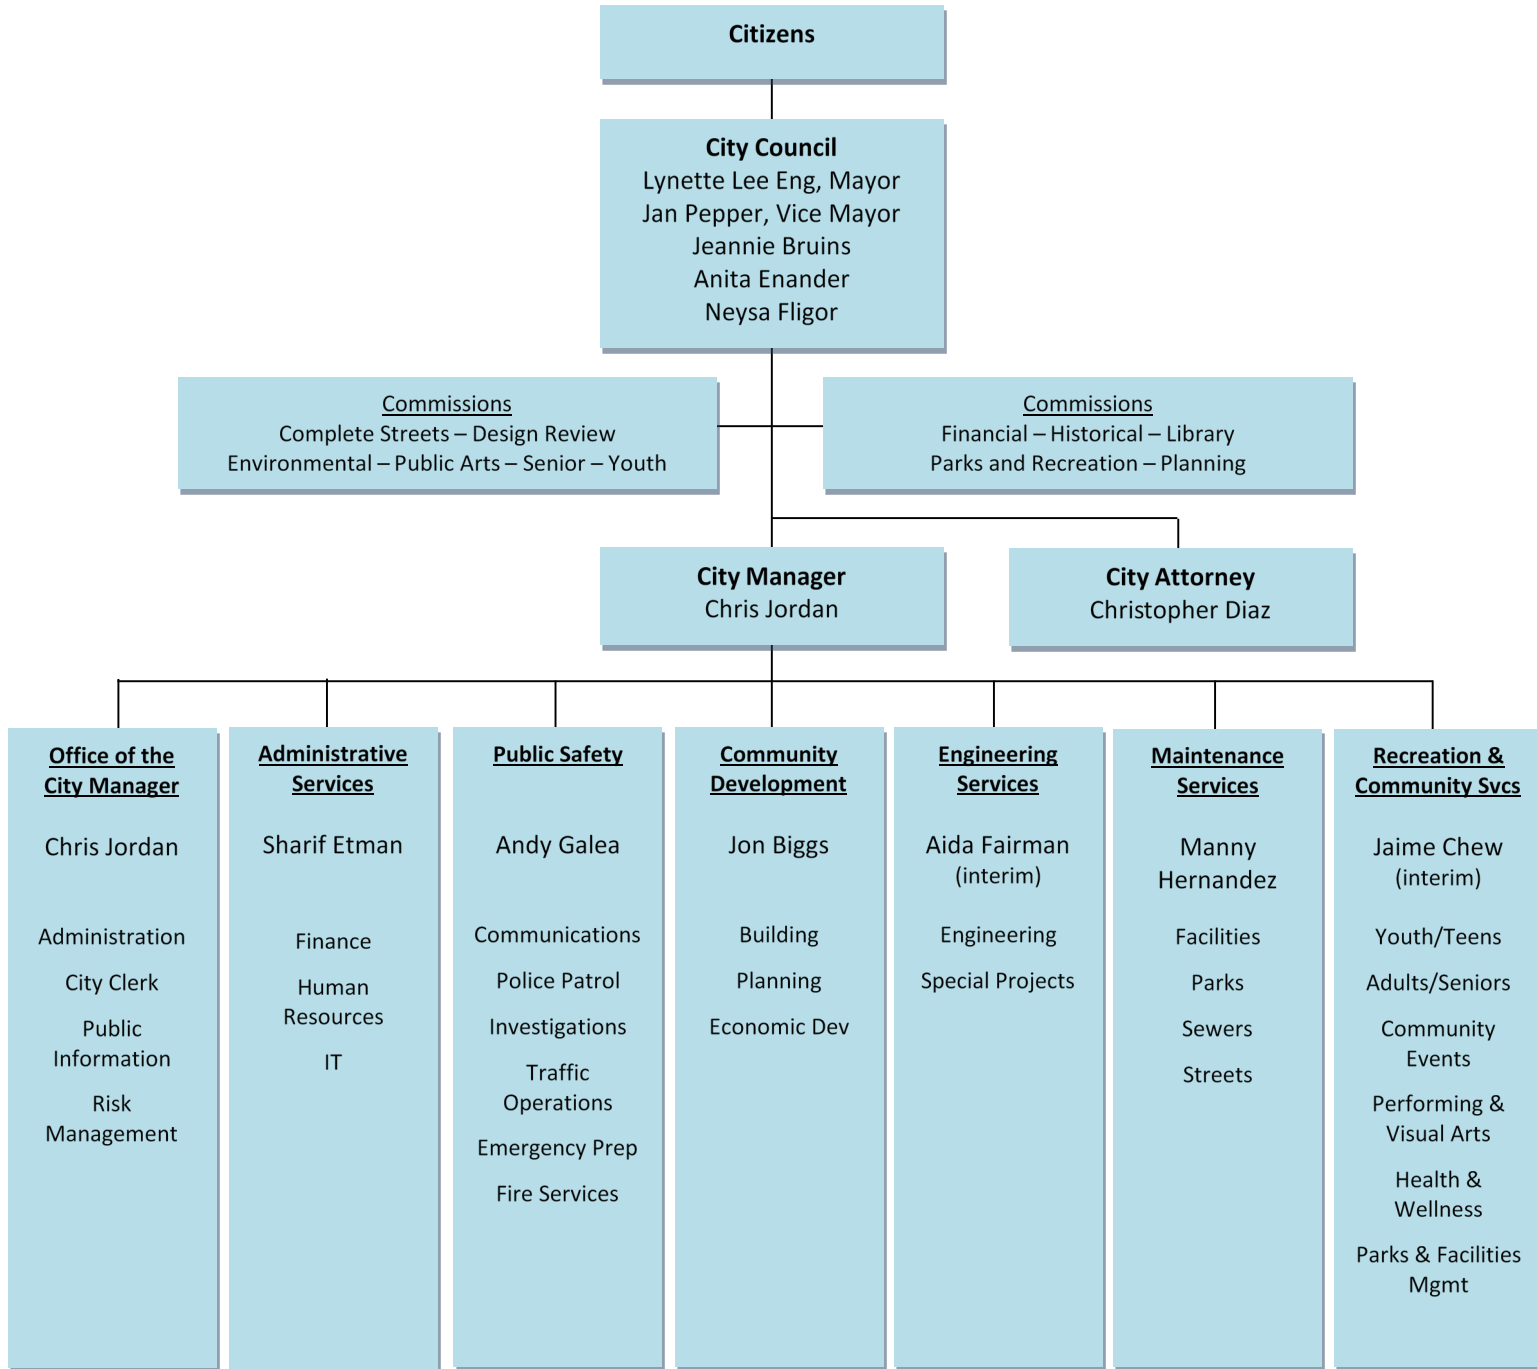 Citizens
City Council
Lynette Lee Eng, Mayor
Jan Pepper, Vice Mayor
Jeannie Bruins
Anita Enander
Neysa Fligor
Commissions
Complete Streets – Design Review
Environmental – Public Arts – Senior – Youth
Commissions
Financial – Historical – Library
Parks and Recreation – Planning
City Manager
Chris Jordan
City Attorney
Christopher Diaz
Office of the
City Manager
Chris Jordan
Administration
City Clerk
Public
Information
Risk
Management
Administrative
Services
Sharif Etman
Finance
Human
Resources
IT
Public Safety
Andy Galea
Communications
Police Patrol
Investigations
Traffic
Operations
Emergency Prep
Fire Services
Community
Development
Jon Biggs
Building
Planning
Economic Dev
Engineering
Services
Aida Fairman
(interim)
Engineering
Special Projects
Maintenance
Services
Manny
Hernandez
Facilities
Parks
Sewers
Streets
Recreation &
Community Svcs
Jaime Chew
(interim)
Youth/Teens
Adults/Seniors
Community
Events
Performing &
Visual Arts
Health &
Wellness
Parks & Facilities
Mgmt